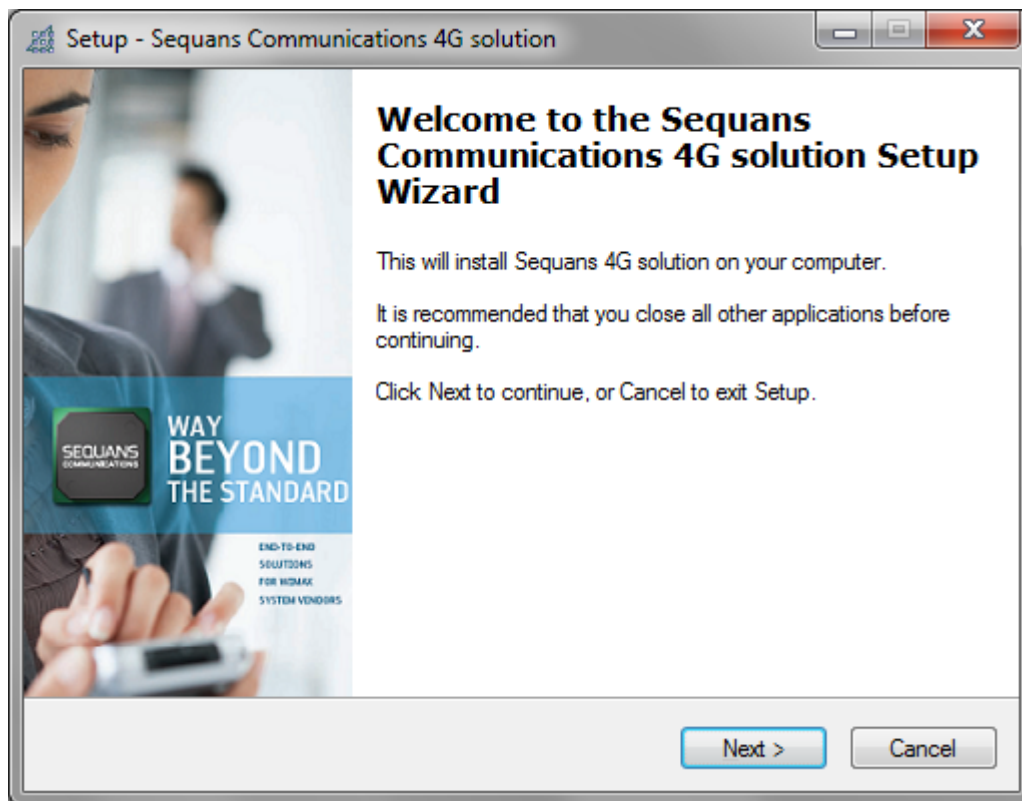 Setup - Sequans Communications 4G solution
Welcome to the Sequans
Communications 4G solution Setup
Wizard
This will install Sequans 4G solution on your computer.
It is recommended that you close all other applications before
continuing.
Click Next to continue, or Cancel to exit Setup.
SEQUANS
COMMUNICATIONS
WAY
BEYOND
THE STANDARD
END-TO-END
SOLUTIONS
FOR WIMAX
SYSTEM VENDORS
Next >
Cancel